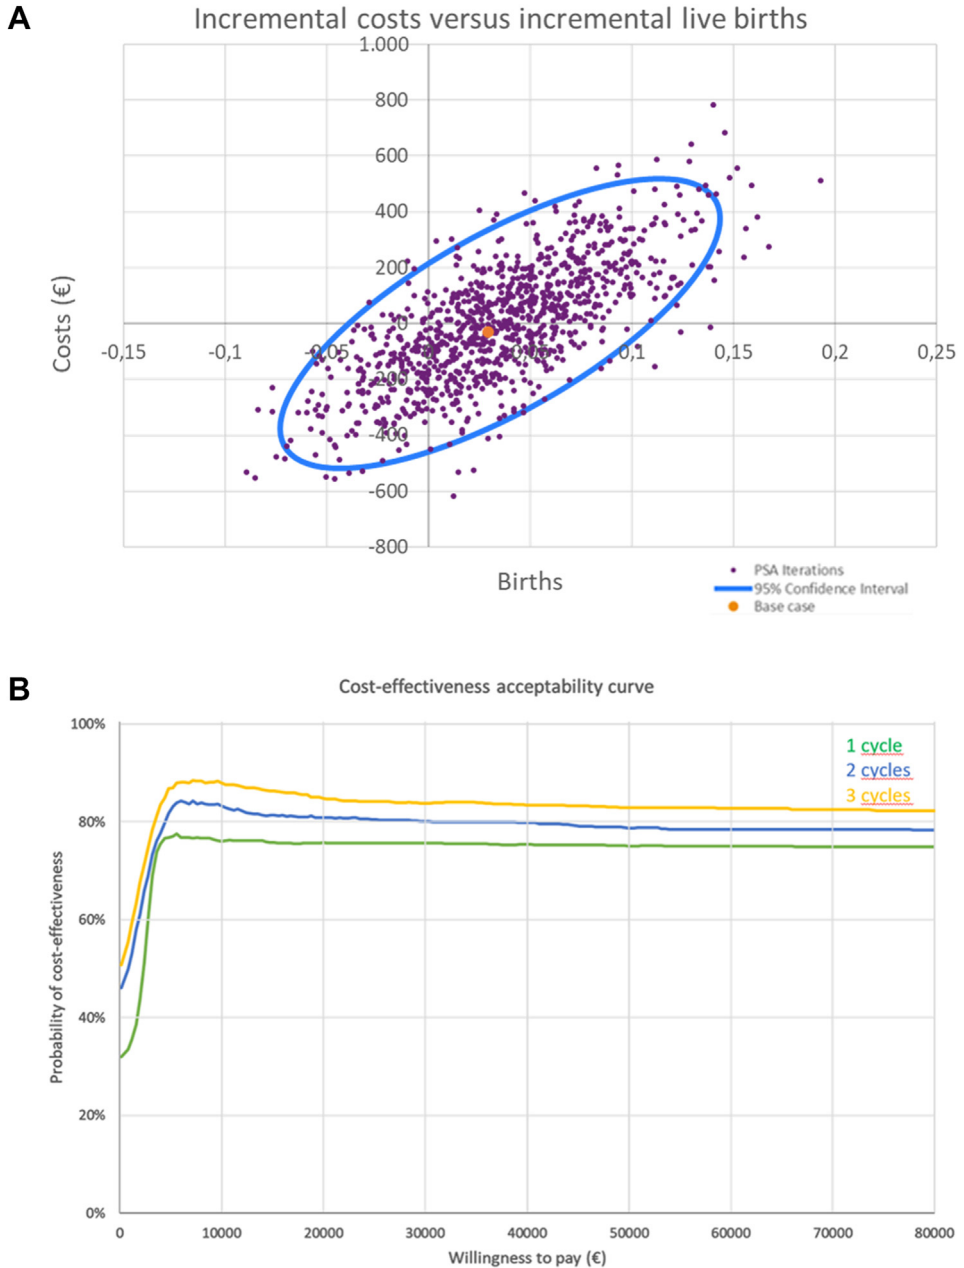 A
Incremental costs versus incremental live births
1.000
800
600
400
200
0
-0,15 -0,1 -0,05 0 0,05 0,1 0,15 0,2 0,25
-200
-400
-600
-800
Costs (€)
Births
PSA Iterations
95% Confidence Interval
Base case
B
Cost-effectiveness acceptability curve
100%
80%
60%
40%
20%
0%
1 cycle
2 cycles
3 cycles
Probability of cost-effectiveness
0 10000 20000 30000 40000 50000 60000 70000 80000
Willingness to pay (€)